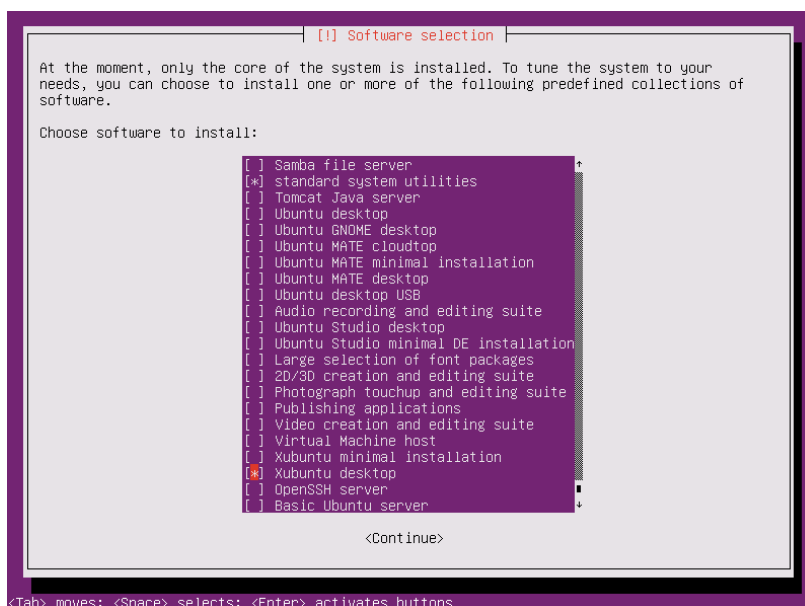 [!] Software selection
At the moment, only the core of the system is installed. To tune the system to your
needs, you can choose to install one or more of the following predefined collections of
software.
Choose software to install:
[ ] Samba file server
[*] standard system utilities
[ ] Tomcat Java server
[ ] Ubuntu desktop
[ ] Ubuntu GNOME desktop
[ ] Ubuntu MATE cloudtop
[ ] Ubuntu MATE minimal installation
[ ] Ubuntu MATE desktop
[ ] Ubuntu desktop USB
[ ] Audio recording and editing suite
[ ] Ubuntu Studio desktop
[ ] Ubuntu Studio minimal DE installation
[ ] Large selection of font packages
[ ] 2D/3D creation and editing suite
[ ] Photograph touchup and editing suite
[ ] Publishing applications
[ ] Video creation and editing suite
[ ] Virtual Machine host
[ ] Xubuntu minimal installation
[*] Xubuntu desktop
[ ] OpenSSH server
[ ] Basic Ubuntu server
<Continue>
<Tab> moves; <Space> selects; <Enter> activates buttons